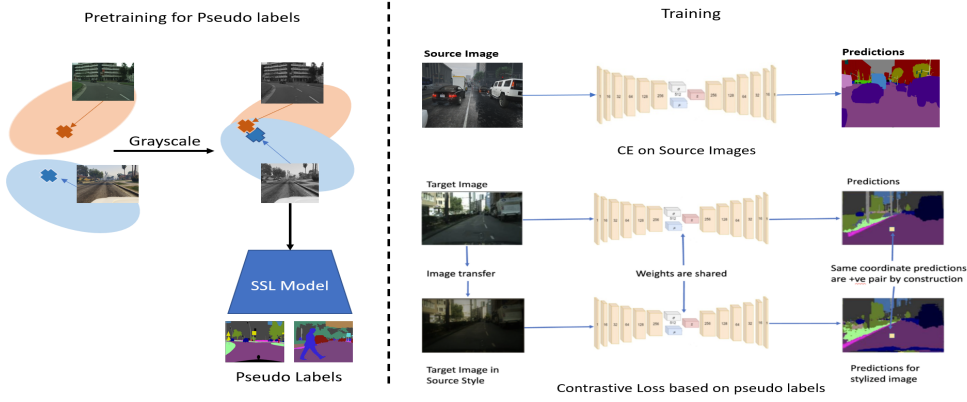 Pretraining for Pseudo labels
Grayscale
SSL Model
Pseudo Labels
Training
Source Image
Predictions
CE on Source Images
Target Image
Predictions
Image transfer
Weights are shared
Same coordinate predictions
are +ve pair by construction
Target Image in
Source Style
Predictions for
stylized image
Contrastive Loss based on pseudo labels